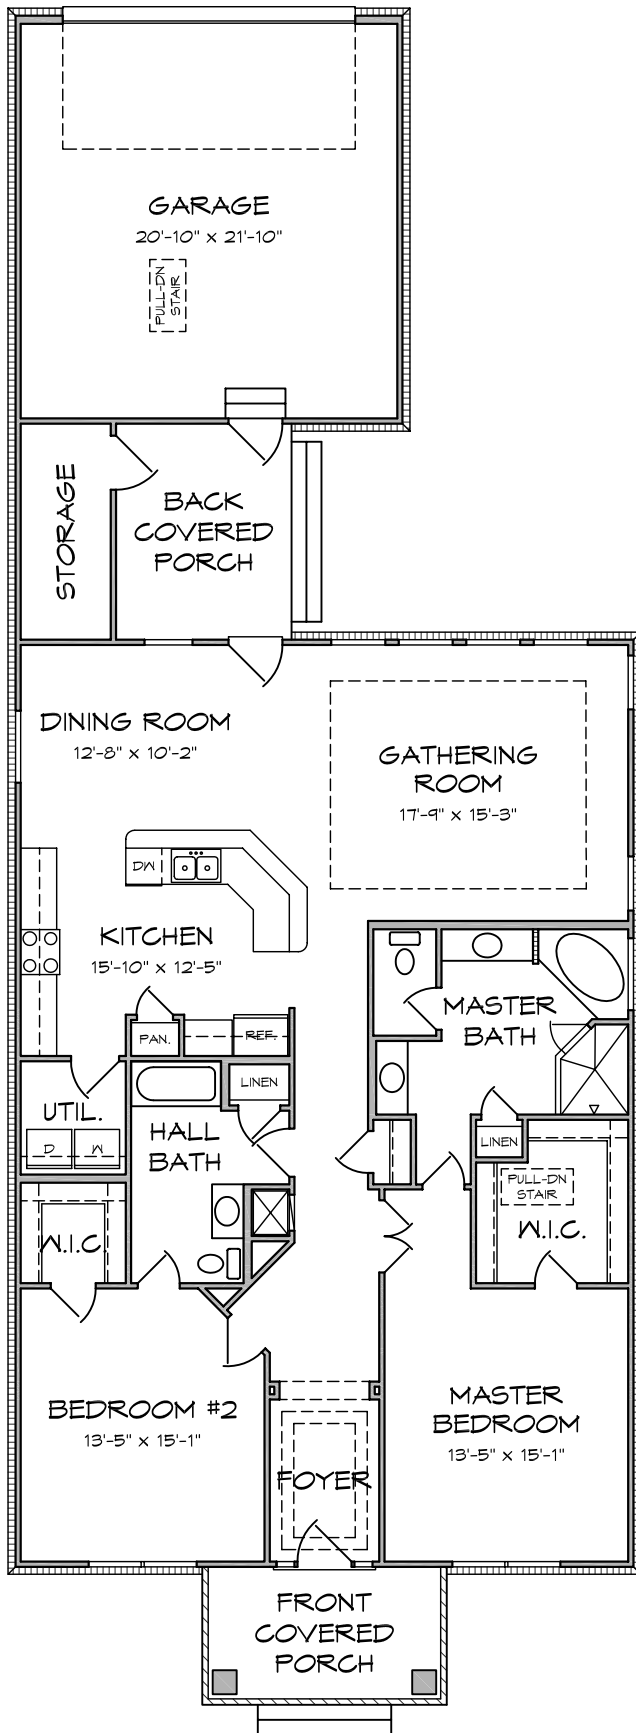 GARAGE
20'-10" x 21'-10"
PULL-DN
STAIR
STORAGE
BACK
COVERED
PORCH
DINING ROOM
12'-8" x 10'-2"
GATHERING
ROOM
17'-9" x 15'-3"
DW
KITCHEN
15'-10" x 12'-5"
MASTER
BATH
PAN.
REF.
LINEN
UTIL.
D
W
HALL
BATH
LINEN
PULL-DN
STAIR
W.I.C.
W.I.C.
BEDROOM #2
13'-5" x 15'-1"
MASTER
BEDROOM
13'-5" x 15'-1"
FOYER
FRONT
COVERED
PORCH